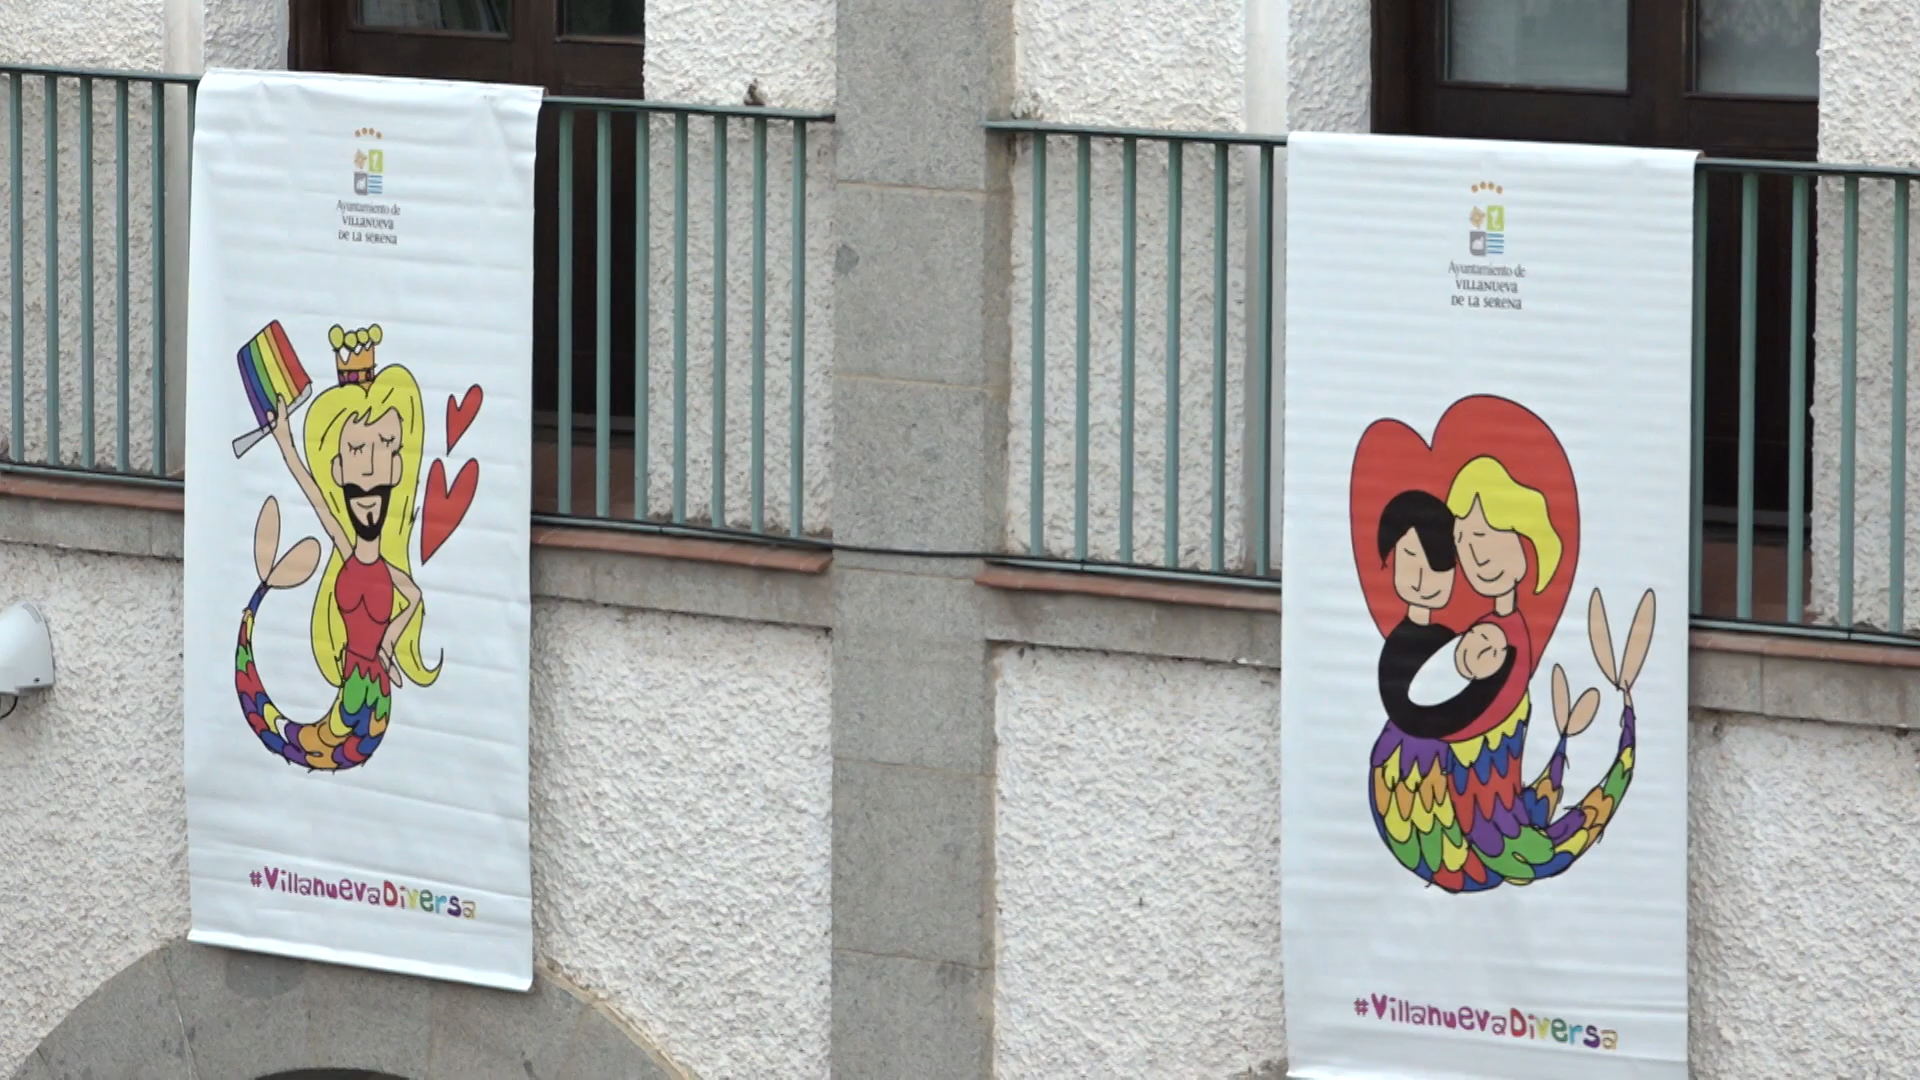 Ayuntamiento de
VILLANUEVA
DE LA SERENA
#VillanuevaDiversa
Ayuntamiento de
VILLANUEVA
DE LA SERENA
#VillanuevaDiversa